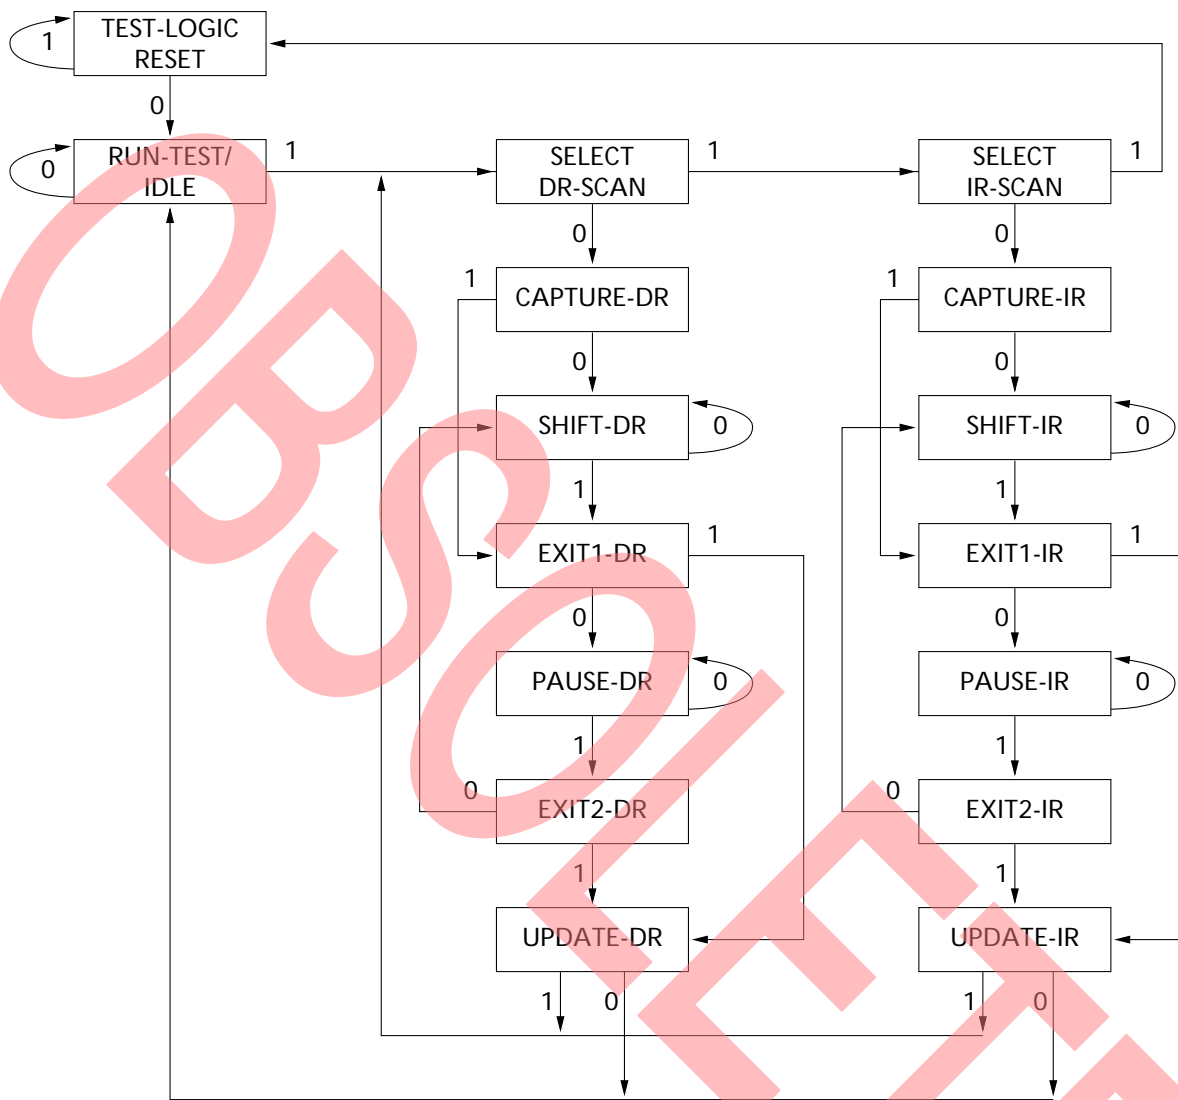 TEST-LOGIC
RESET
1
0
RUN-TEST/
IDLE
0
1
SELECT
DR-SCAN
1
SELECT
IR-SCAN
1
0
0
1
CAPTURE-DR
1
CAPTURE-IR
0
0
SHIFT-DR
0
SHIFT-IR
0
1
1
EXIT1-DR
1
EXIT1-IR
1
0
0
PAUSE-DR
0
PAUSE-IR
0
1
1
0
EXIT2-DR
0
EXIT2-IR
1
1
UPDATE-DR
UPDATE-IR
1
0
1
0
OBSOLETE